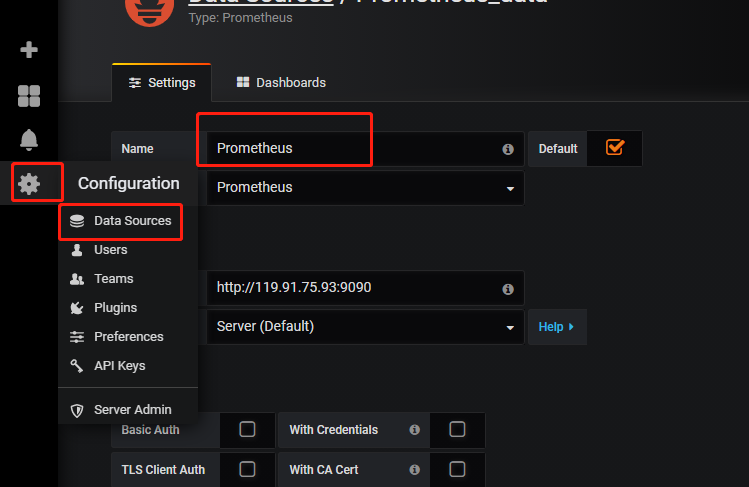 Data Sources / Prometheus_data
Type: Prometheus
Settings
Dashboards
Name
Prometheus
Default
Configuration
Prometheus
Data Sources
Users
Teams
http://119.91.75.93:9090
Plugins
Server (Default)
Help
Preferences
API Keys
Server Admin
Basic Auth
With Credentials
TLS Client Auth
With CA Cert